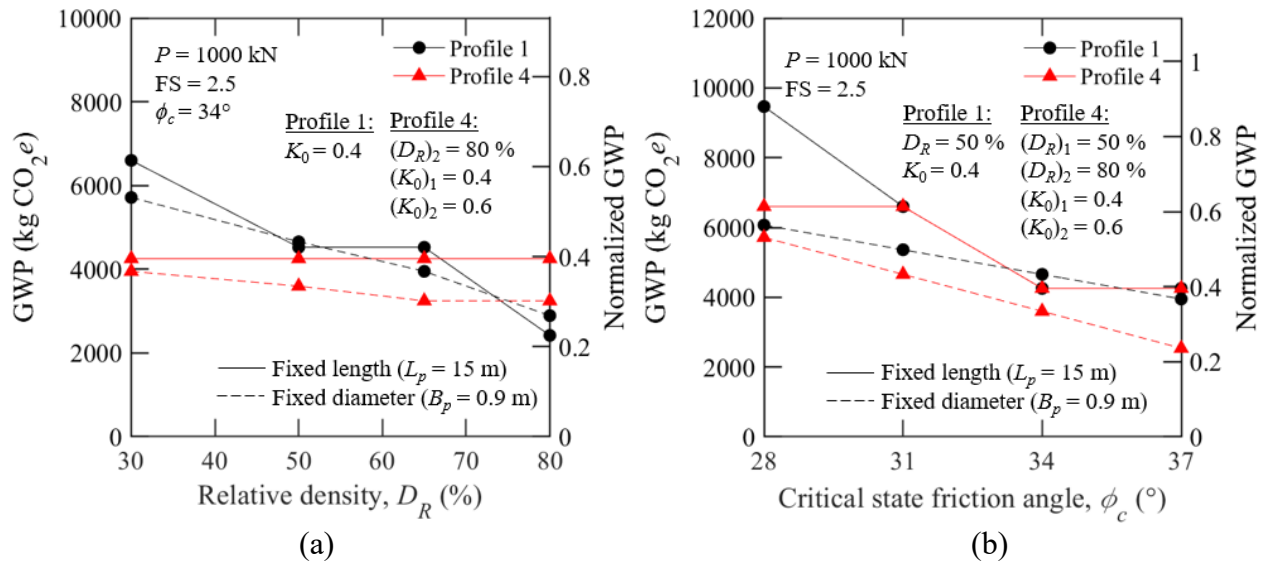 10000
8000
6000
4000
2000
0
GWP (kg CO2e)
P = 1000 kN
FS = 2.5
ϕc = 34°
Profile 1
Profile 4
Profile 1:
K0 = 0.4
Profile 4:
(DR)2 = 80 %
(K0)1 = 0.4
(K0)2 = 0.6
Fixed length (Lp = 15 m)
Fixed diameter (Bp = 0.9 m)
0.8
0.6
0.4
0.2
0
Normalized GWP
30 40 50 60 70 80
Relative density, DR (%)
(a)
12000
10000
8000
6000
4000
2000
0
GWP (kg CO2e)
P = 1000 kN
FS = 2.5
Profile 1
Profile 4
Profile 1:
DR = 50 %
K0 = 0.4
Profile 4:
(DR)1 = 50 %
(DR)2 = 80 %
(K0)1 = 0.4
(K0)2 = 0.6
Fixed length (Lp = 15 m)
Fixed diameter (Bp = 0.9 m)
1
0.8
0.6
0.4
0.2
0
Normalized GWP
28 31 34 37
Critical state friction angle, ϕc (°)
(b)